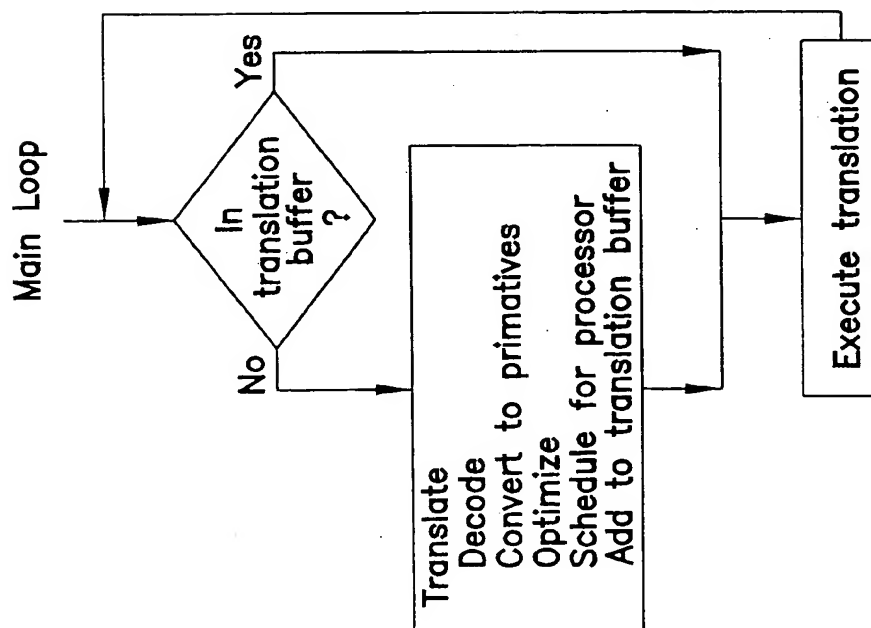 Main Loop
In
translation
buffer
?
Yes
No
Translate
Decode
Convert to primatives
Optimize
Schedule for processor
Add to translation buffer
Execute translation